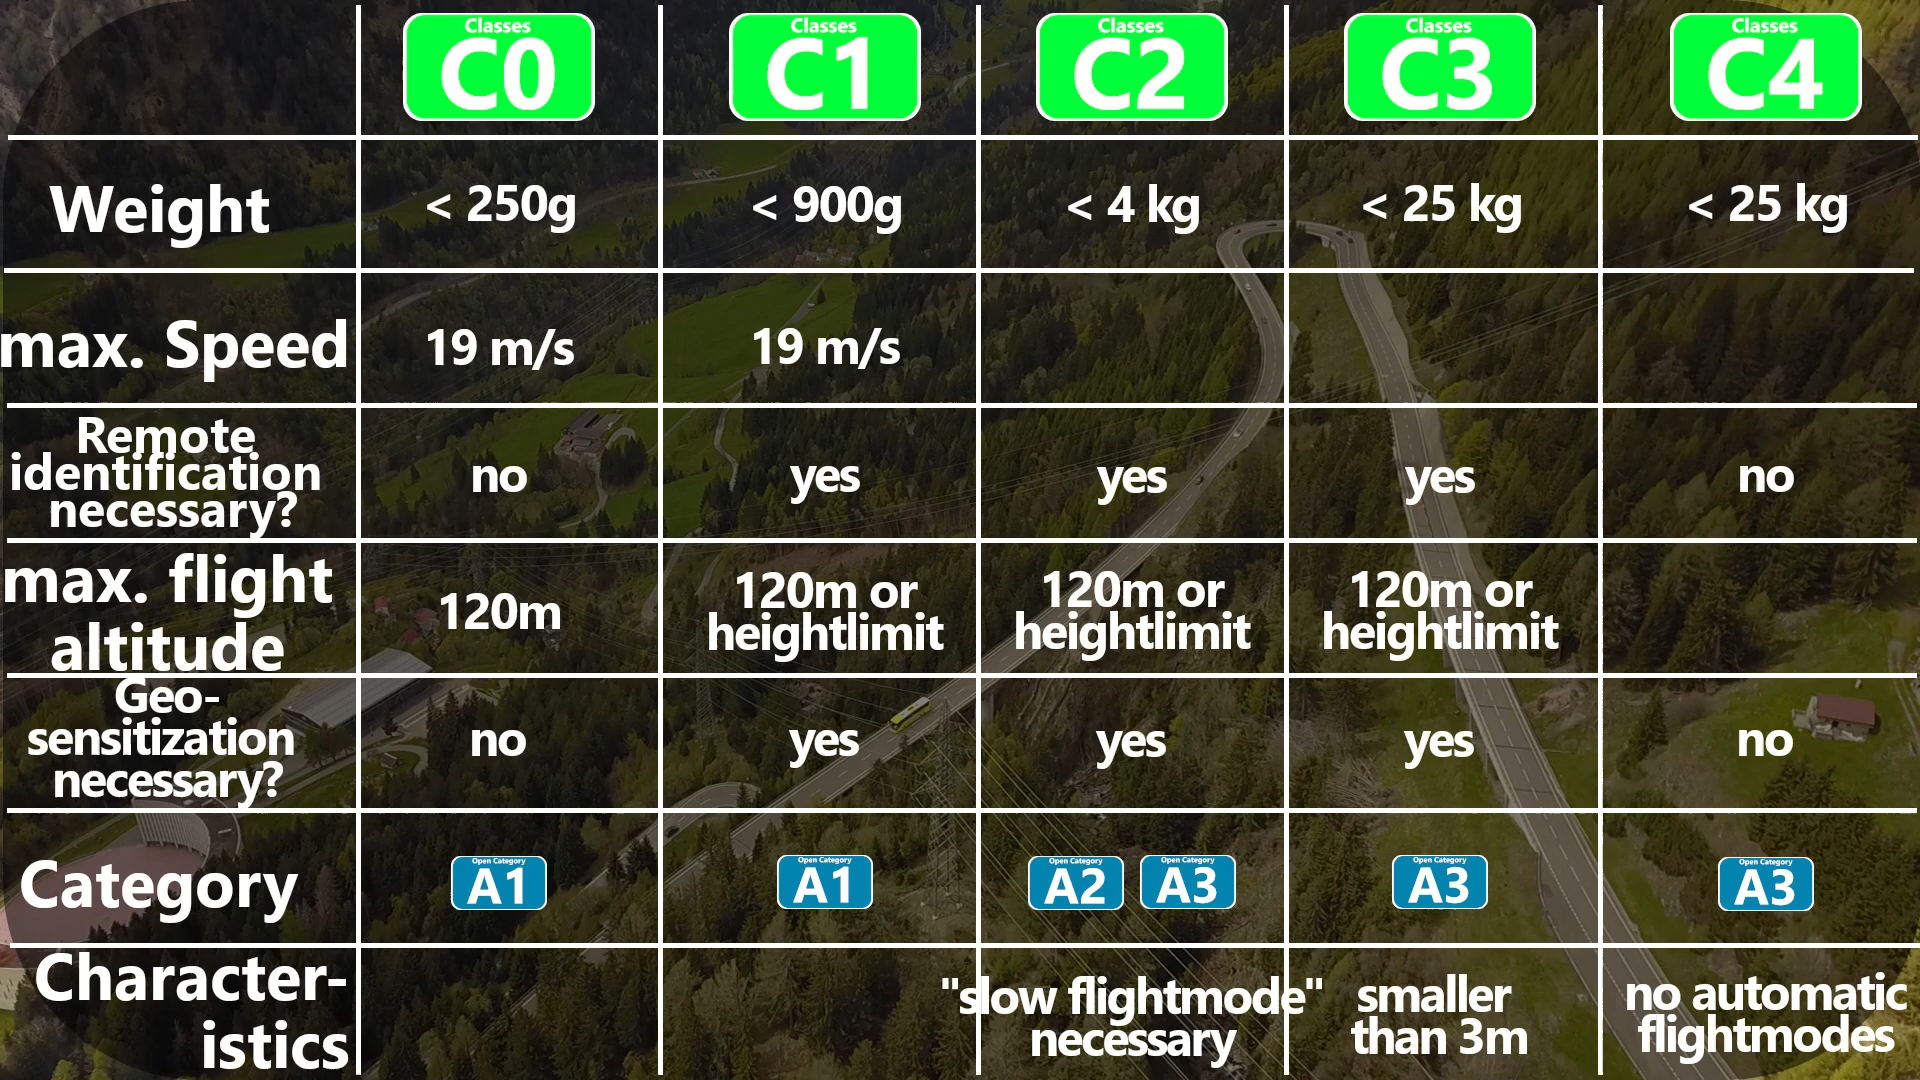 Classes
C0
Classes
C1
Classes
C2
Classes
C3
Classes
C4
Weight
< 250g
< 900g
< 4 kg
< 25 kg
< 25 kg
max. Speed
19 m/s
19 m/s
Remote
identification
necessary?
no
yes
yes
yes
no
max. flight
altitude
120m
120m or
heightlimit
120m or
heightlimit
120m or
heightlimit
Geo-
sensitization
necessary?
no
yes
yes
yes
no
Category
Open Category
A1
Open Category
A1
Open Category
A2
Open Category
A3
Open Category
A3
Open Category
A3
Character-
istics
"slow flightmode"
necessary
smaller
than 3m
no automatic
flightmodes